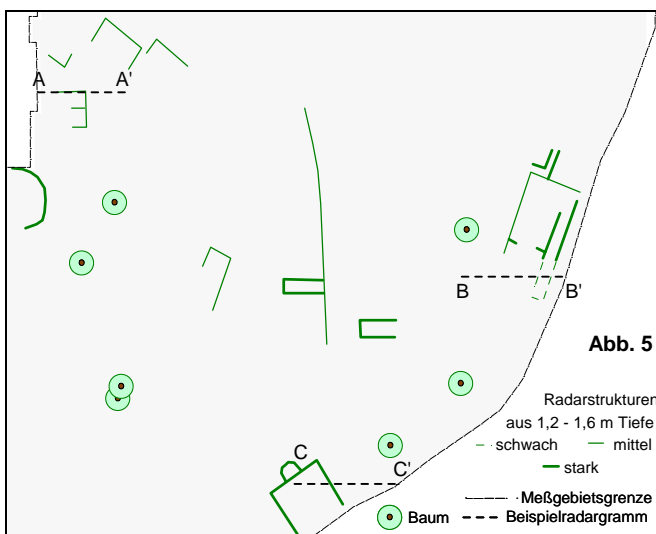 A A'
B B'
Abb. 5
Radarstrukturen
aus 1,2 - 1,6 m Tiefe
schwach mittel
stark
C C'
Meßgebietsgrenze
Baum Beispielradargramm